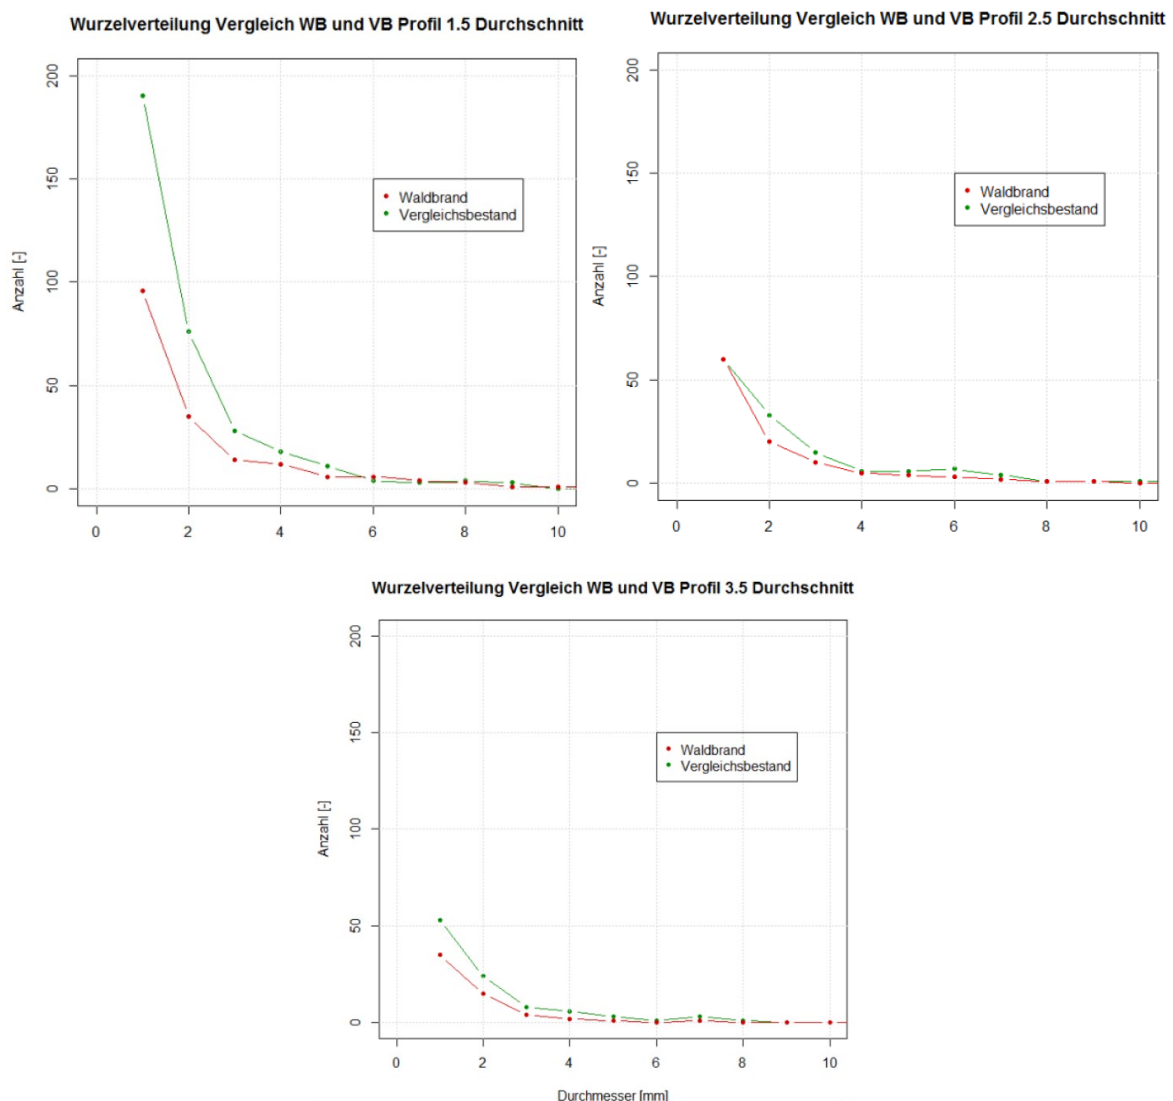 Wurzelverteilung Vergleich WB und VB Profil 1.5 Durchschnitt
200
150
100
50
0
Anzahl [-]
Waldbrand
Vergleichsbestand
0 2 4 6 8 10
Wurzelverteilung Vergleich WB und VB Profil 2.5 Durchschnitt
200
150
100
50
0
Anzahl [-]
Waldbrand
Vergleichsbestand
0 2 4 6 8 10
Wurzelverteilung Vergleich WB und VB Profil 3.5 Durchschnitt
200
150
100
50
0
Anzahl [-]
Waldbrand
Vergleichsbestand
0 2 4 6 8 10
Durchmesser [mm]